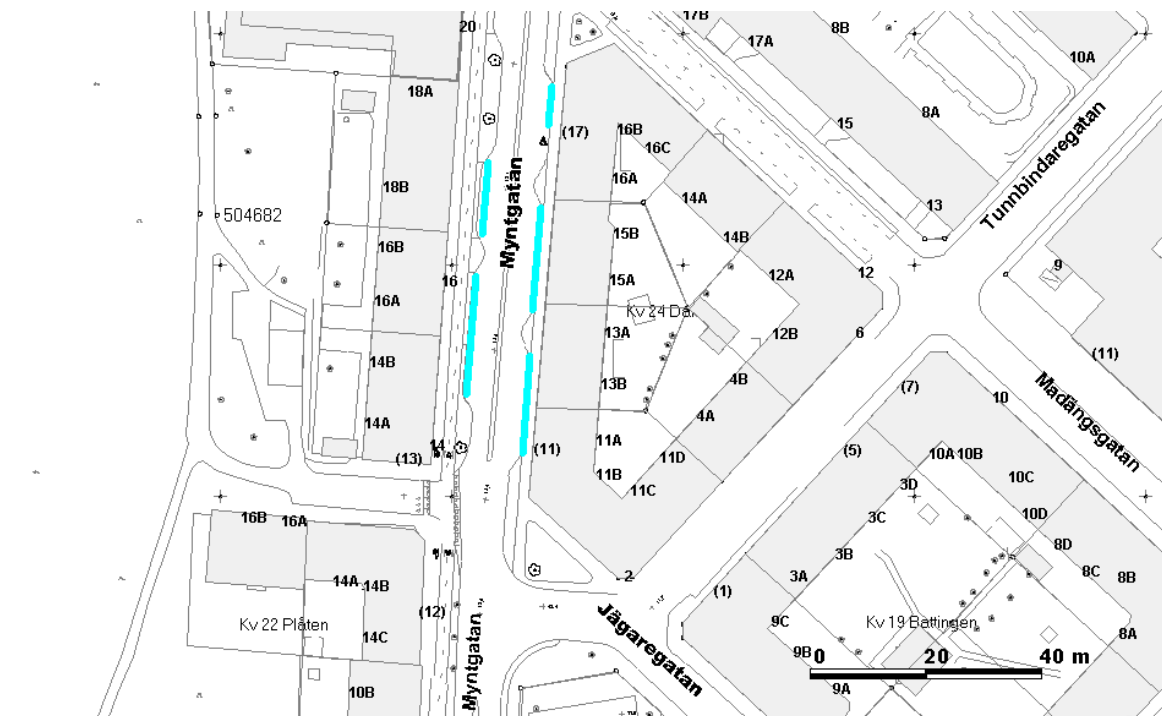 20
17B
17A
8B
10A
18A
(17)
16B
16C
15
8A
Tunnbindaregatan
Myntgatan
18B
504682
16A
14A
13
15B
14B
16B
16
12A
12
9
15A
16A
Kv 24 Da
13A
12B
6
14B
13B
4B
(11)
(7)
10
Madängsgatan
4A
14A
(13)
14
11A
(11)
11D
11B
11C
(5)
10A
10B
10C
3D
10D
3C
16B
16A
8D
3B
14A
14B
2
3A
8C
8B
(12)
(1)
Jägaregatan
Kv 22 Plåten
14C
9C
Kv 19 Battingen
8A
Myntgatan
9B
0
20
40 m
10B
9A